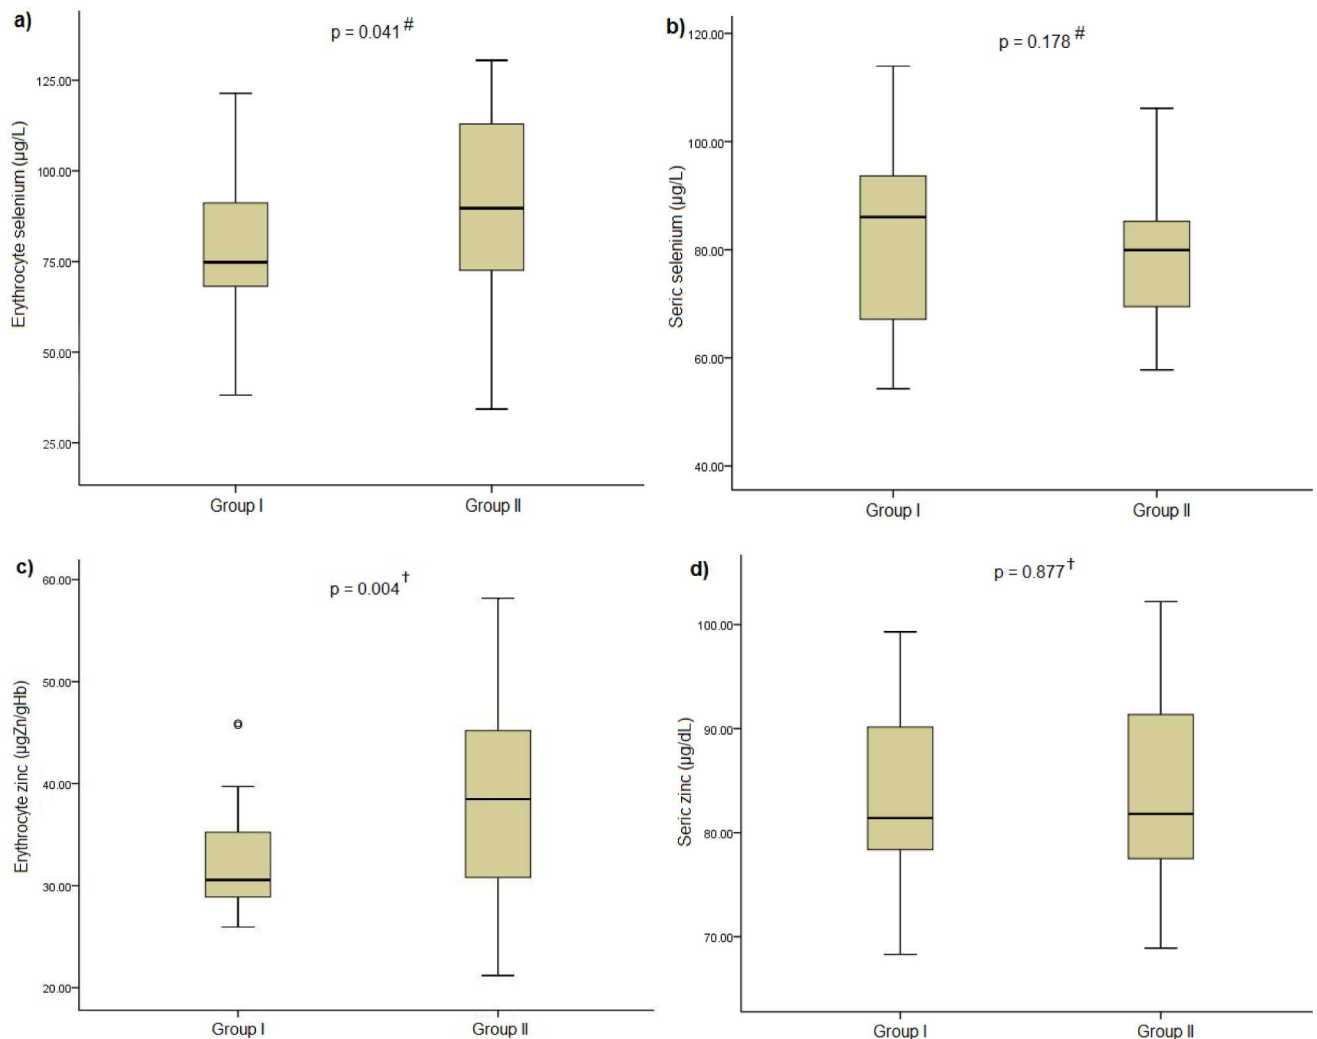 a)
p = 0.041 #
Erythrocyte selenium (µg/L)
125.00
100.00
75.00
50.00
25.00
Group I
Group II
b)
p = 0.178 #
Seric selenium (µg/L)
120.00
100.00
80.00
60.00
40.00
Group I
Group II
c)
p = 0.004 †
Erythrocyte zinc (µgZn/gHb)
60.00
50.00
40.00
30.00
20.00
Group I
Group II
d)
p = 0.877 †
Seric zinc (µg/dL)
100.00
90.00
80.00
70.00
Group I
Group II